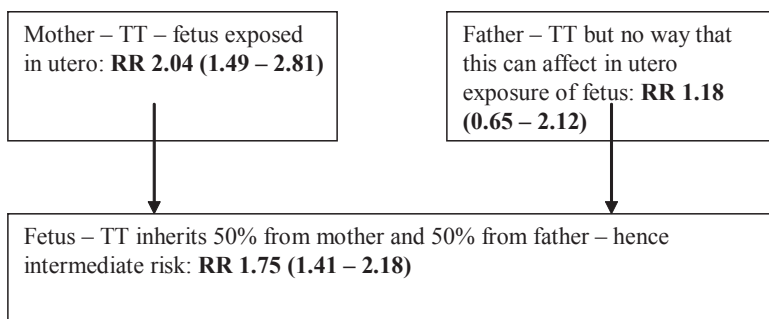 Mother – TT – fetus exposed
in utero: RR 2.04 (1.49 – 2.81)
Father – TT but no way that
this can affect in utero
exposure of fetus: RR 1.18
(0.65 – 2.12)
Fetus – TT inherits 50% from mother and 50% from father – hence
intermediate risk: RR 1.75 (1.41 – 2.18)